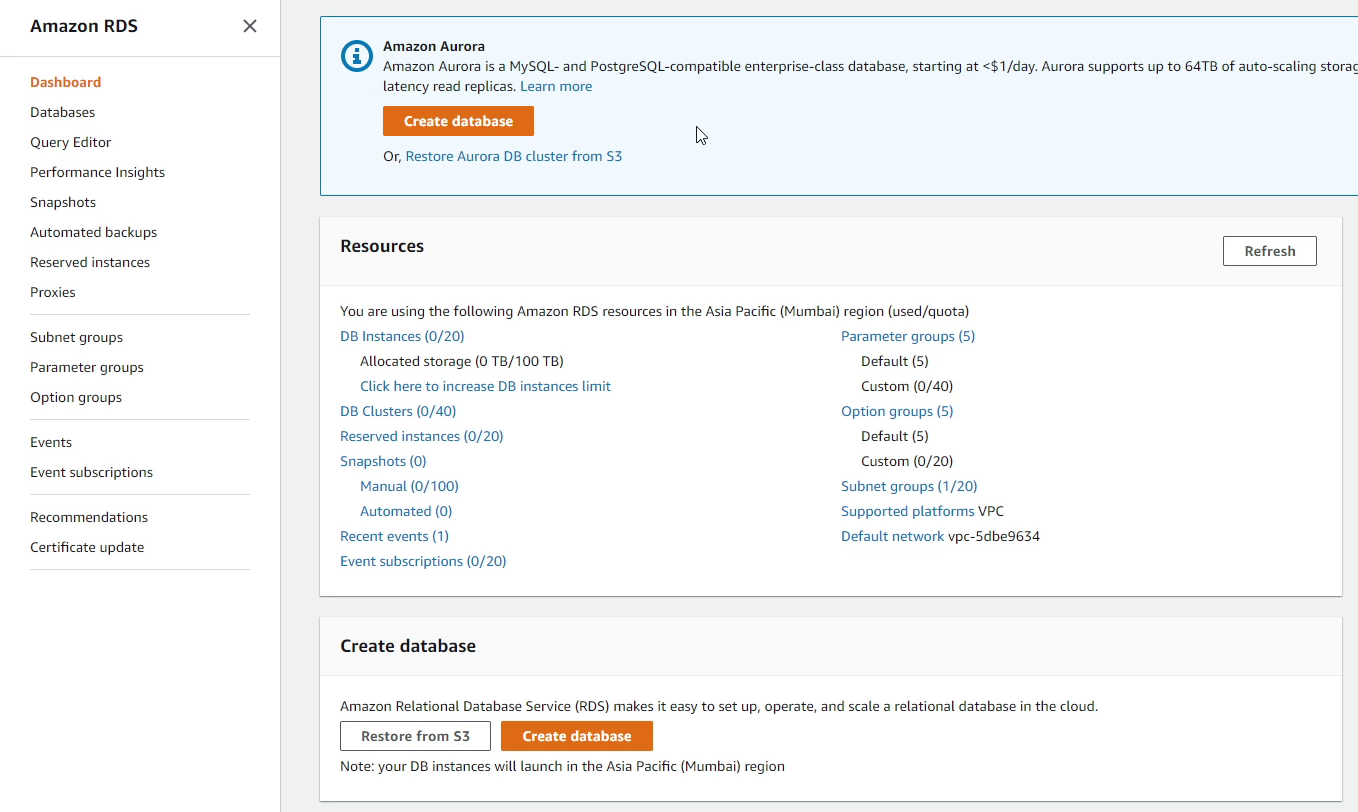 Amazon RDS
Dashboard
Databases
Query Editor
Performance Insights
Snapshots
Automated backups
Reserved instances
Proxies
Subnet groups
Parameter groups
Option groups
Events
Event subscriptions
Recommendations
Certificate update
Amazon Aurora
Amazon Aurora is a MySQL- and PostgreSQL-compatible enterprise-class database, starting at <$1/day. Aurora supports up to 64TB of auto-scaling
latency read replicas. Learn more
Create database
Or, Restore Aurora DB cluster from S3
Resources
Refresh
You are using the following Amazon RDS resources in the Asia Pacific (Mumbai) region (used/quota)
DB Instances (0/20)
Allocated storage (0 TB/100 TB)
Click here to increase DB instances limit
DB Clusters (0/40)
Reserved instances (0/20)
Snapshots (0)
Manual (0/100)
Automated (0)
Recent events (1)
Event subscriptions (0/20)
Parameter groups (5)
Default (5)
Custom (0/40)
Option groups (5)
Default (5)
Custom (0/20)
Subnet groups (1/20)
Supported platforms VPC
Default network vpc-5dbe9634
Create database
Amazon Relational Database Service (RDS) makes it easy to set up, operate, and scale a relational database in the cloud.
Restore from S3
Create database
Note: your DB instances will launch in the Asia Pacific (Mumbai) region